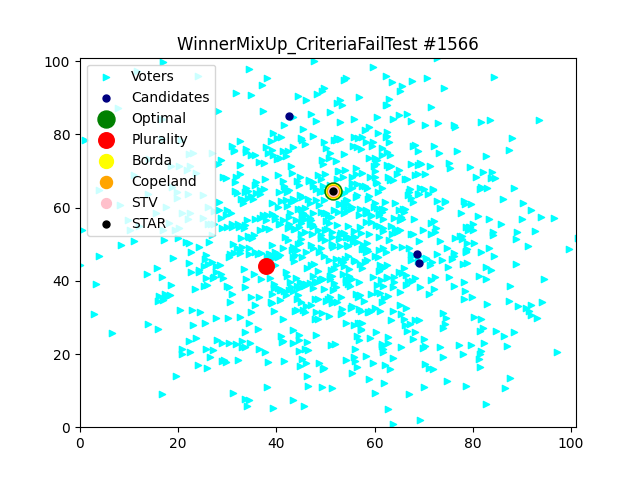 WinnerMixUp_CriteriaFailTest #1566
Voters
Candidates
Optimal
Plurality
Borda
Copeland
STV
STAR
100
80
60
40
20
0
0 20 40 60 80 100